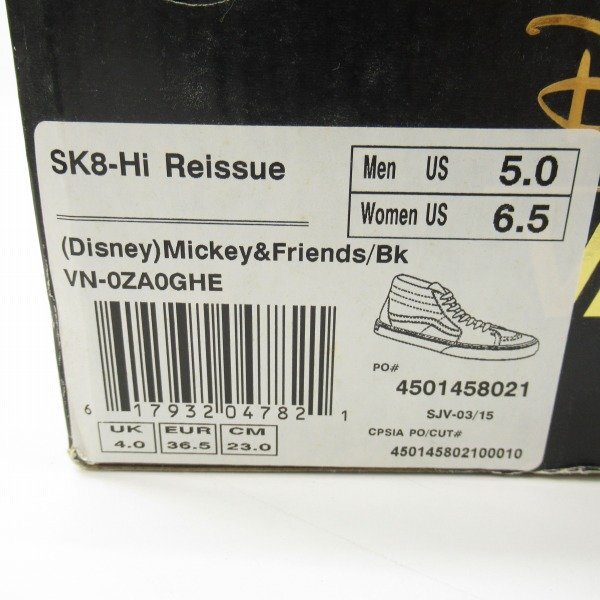 SK8-Hi Reissue
Men US 5.0
Women US 6.5
(Disney)Mickey&Friends/Bk
VN-0ZA0GHE
PO#
4501458021
SJV-03/15
6 17932 04782 1
CPSIA PO/CUT#
450145802100010
UK EUR CM
4.0 36.5 23.0